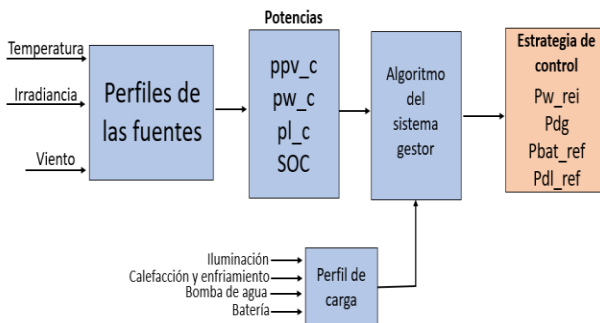 Temperatura
Irradiancia
Viento
Perfiles de
las fuentes
Potencias
ppv_c
pw_c
pl_c
SOC
Algoritmo
del
sistema
gestor
Estrategia de
control
Pw_rei
Pdg
Pbat_ref
Pdl_ref
Iluminación
Calefacción y enfriamiento
Bomba de agua
Batería
Perfil de
carga